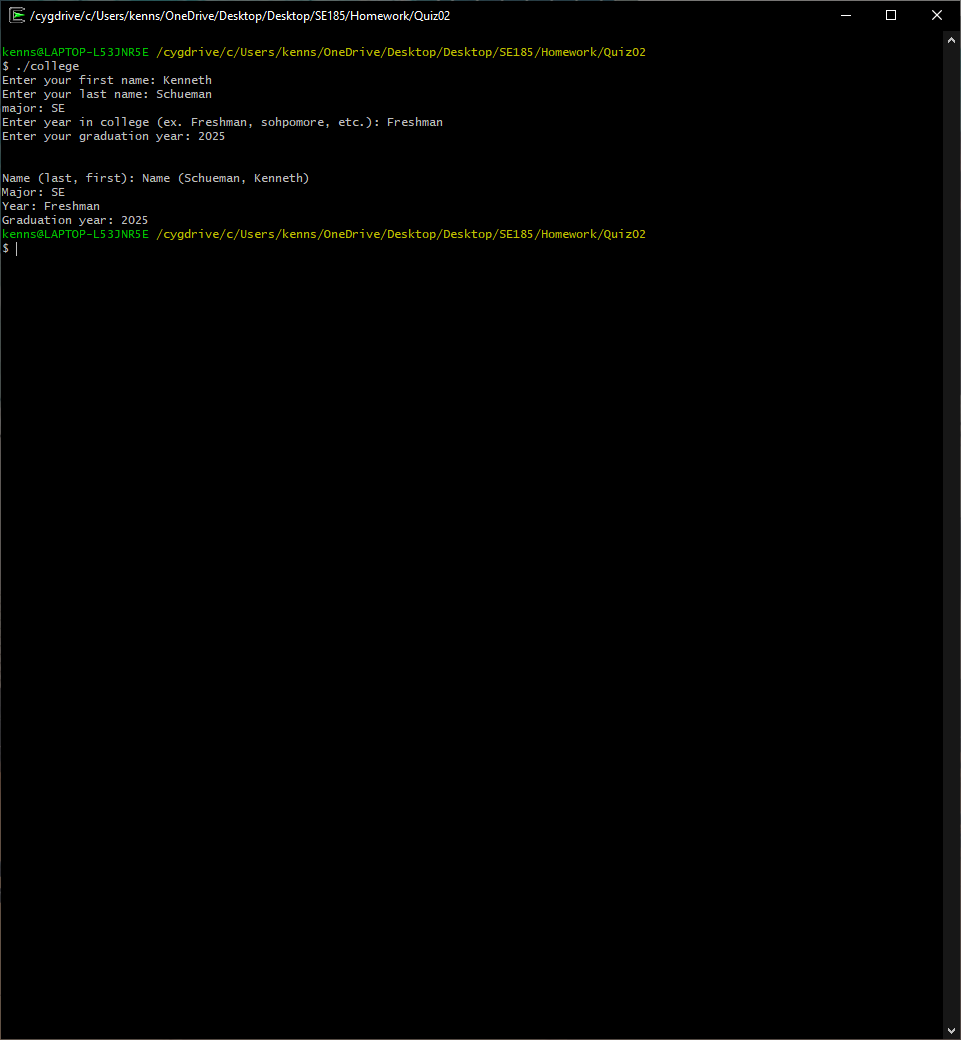 /cygdrive/c/Users/kenns/OneDrive/Desktop/Desktop/SE185/Homework/Quiz02
kenns@LAPTOP-L53JNR5E /cygdrive/c/Users/kenns/OneDrive/Desktop/Desktop/SE185/Homework/Quiz02
$ ./college
Enter your first name: Kenneth
Enter your last name: Schueman
major: SE
Enter year in college (ex. Freshman, sohpomore, etc.): Freshman
Enter your graduation year: 2025
Name (last, first): Name (Schueman, Kenneth)
Major: SE
Year: Freshman
Graduation year: 2025
kenns@LAPTOP-L53JNR5E /cygdrive/c/Users/kenns/OneDrive/Desktop/Desktop/SE185/Homework/Quiz02
$